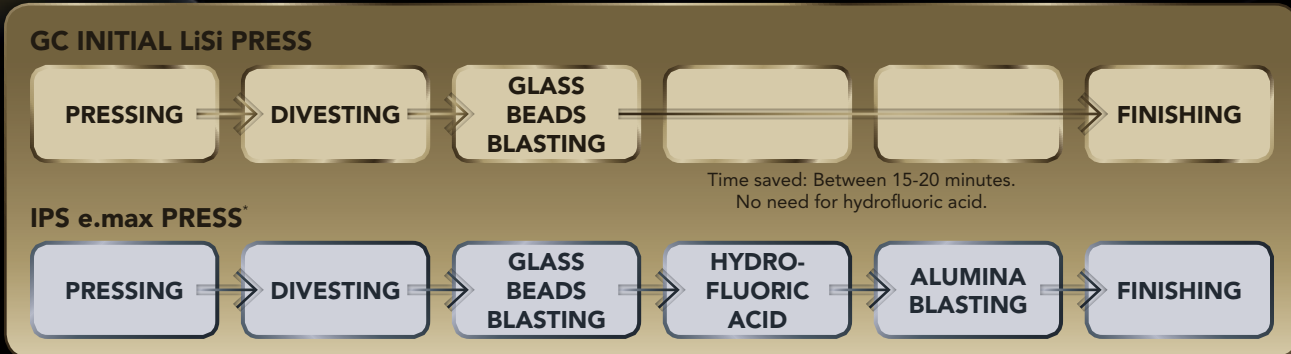 GC INITIAL LiSi PRESS
PRESSING
DIVESTING
GLASS
BEADS
BLASTING
FINISHING
Time saved: Between 15-20 minutes.
No need for hydrofluoric acid.
IPS e.max PRESS*
PRESSING
DIVESTING
GLASS
BEADS
BLASTING
HYDRO-
FLUORIC
ACID
ALUMINA
BLASTING
FINISHING